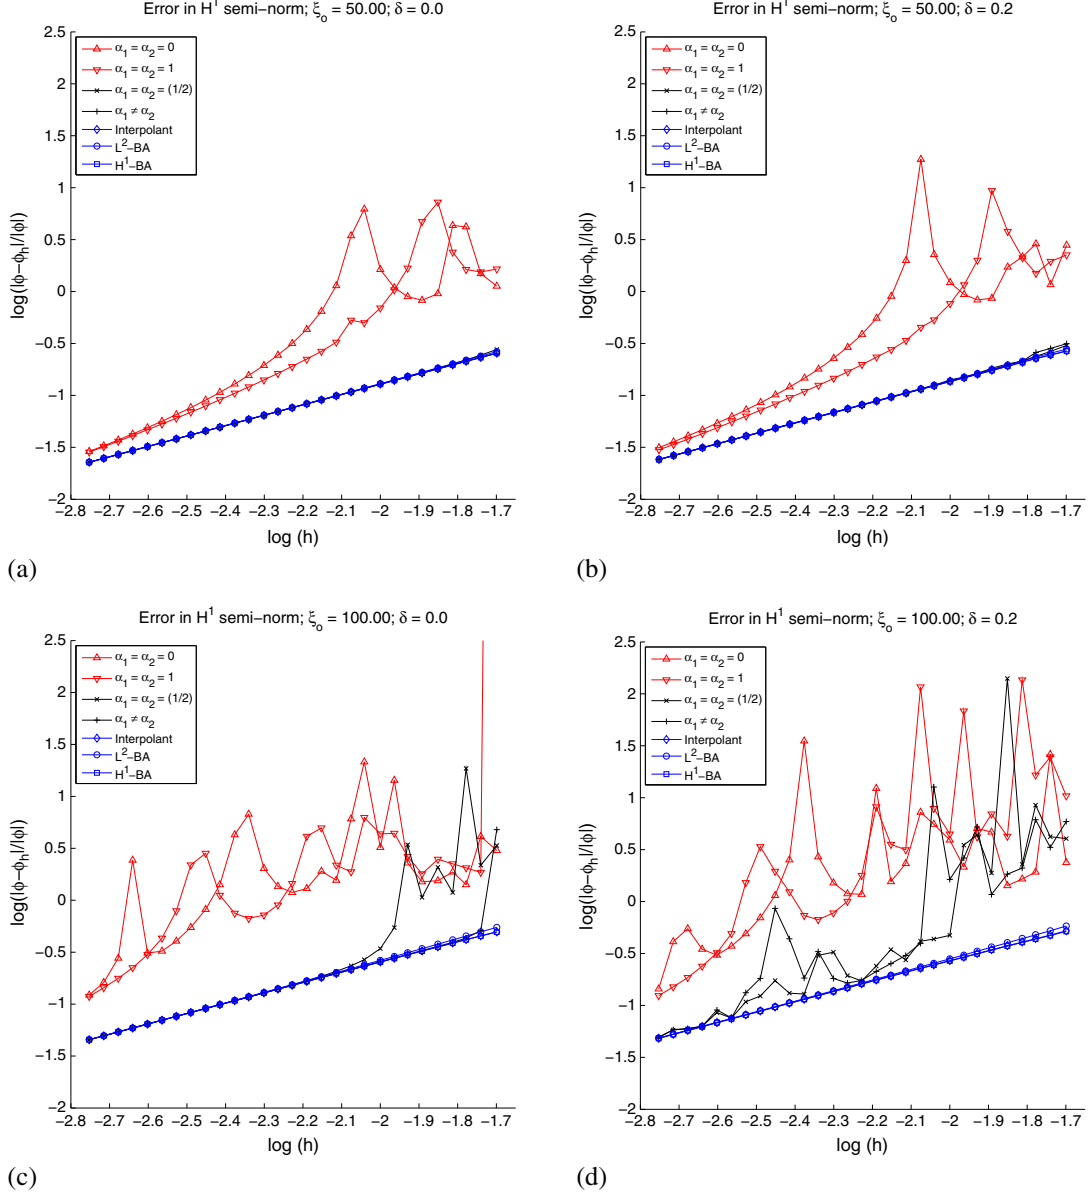 Error in H¹ semi−norm; ξₒ = 50.00; δ = 0.0
2.5
2
1.5
1
0.5
0
−0.5
−1
−1.5
−2
log(|ϕ−ϕₕ|/|ϕ|)
α₁ = α₂ = 0
α₁ = α₂ = 1
α₁ = α₂ = (1/2)
α₁ ≠ α₂
Interpolant
L²−BA
H¹−BA
−2.8 −2.7 −2.6 −2.5 −2.4 −2.3 −2.2 −2.1 −2 −1.9 −1.8 −1.7
log (h)
(a)
Error in H¹ semi−norm; ξₒ = 50.00; δ = 0.2
2.5
2
1.5
1
0.5
0
−0.5
−1
−1.5
−2
log(|ϕ−ϕₕ|/|ϕ|)
α₁ = α₂ = 0
α₁ = α₂ = 1
α₁ = α₂ = (1/2)
α₁ ≠ α₂
Interpolant
L²−BA
H¹−BA
−2.8 −2.7 −2.6 −2.5 −2.4 −2.3 −2.2 −2.1 −2 −1.9 −1.8 −1.7
log (h)
(b)
Error in H¹ semi−norm; ξₒ = 100.00; δ = 0.0
2.5
2
1.5
1
0.5
0
−0.5
−1
−1.5
−2
log(|ϕ−ϕₕ|/|ϕ|)
α₁ = α₂ = 0
α₁ = α₂ = 1
α₁ = α₂ = (1/2)
α₁ ≠ α₂
Interpolant
L²−BA
H¹−BA
−2.8 −2.7 −2.6 −2.5 −2.4 −2.3 −2.2 −2.1 −2 −1.9 −1.8 −1.7
log (h)
(c)
Error in H¹ semi−norm; ξₒ = 100.00; δ = 0.2
2.5
2
1.5
1
0.5
0
−0.5
−1
−1.5
−2
log(|ϕ−ϕₕ|/|ϕ|)
α₁ = α₂ = 0
α₁ = α₂ = 1
α₁ = α₂ = (1/2)
α₁ ≠ α₂
Interpolant
L²−BA
H¹−BA
−2.8 −2.7 −2.6 −2.5 −2.4 −2.3 −2.2 −2.1 −2 −1.9 −1.8 −1.7
log (h)
(d)